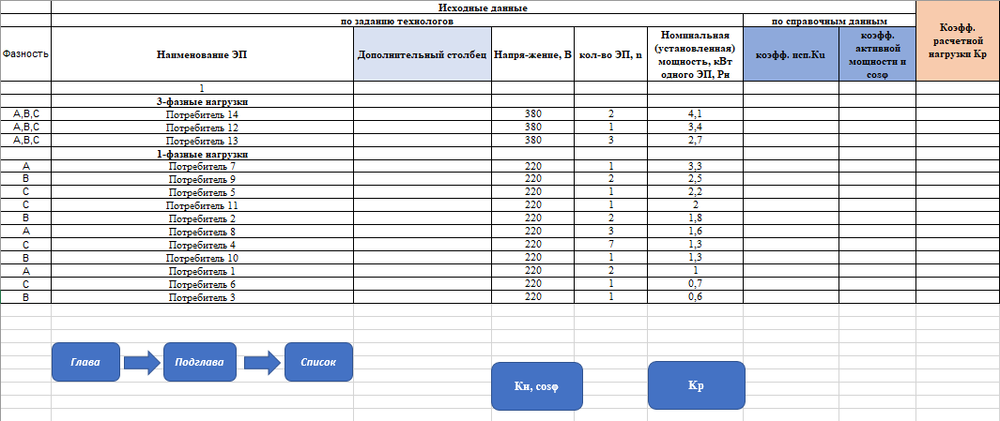 Исходные данные
по заданию технологов
по справочным данным
Коэфф. расчетной нагрузки Кр
Фазность
Наименование ЭП
Дополнительный столбец
Напря-жение, В
кол-во ЭП, n
Номинальная (установленная) мощность, кВт одного ЭП, Рн
коэфф. исп.Ku
коэфф. активной мощности и cosφ
1
3-фазные нагрузки
A,B,C Потребитель 14 380 2 4,1
A,B,C Потребитель 12 380 1 3,4
A,B,C Потребитель 13 380 3 2,7
1-фазные нагрузки
A Потребитель 7 220 1 3,3
B Потребитель 9 220 2 2,5
C Потребитель 5 220 1 2,2
C Потребитель 11 220 1 2
B Потребитель 2 220 2 1,8
A Потребитель 8 220 3 1,6
C Потребитель 4 220 7 1,3
B Потребитель 10 220 1 1,3
A Потребитель 1 220 2 1
C Потребитель 6 220 1 0,7
B Потребитель 3 220 1 0,6
Глава
Подглава
Список
Ки, cosφ
Кр